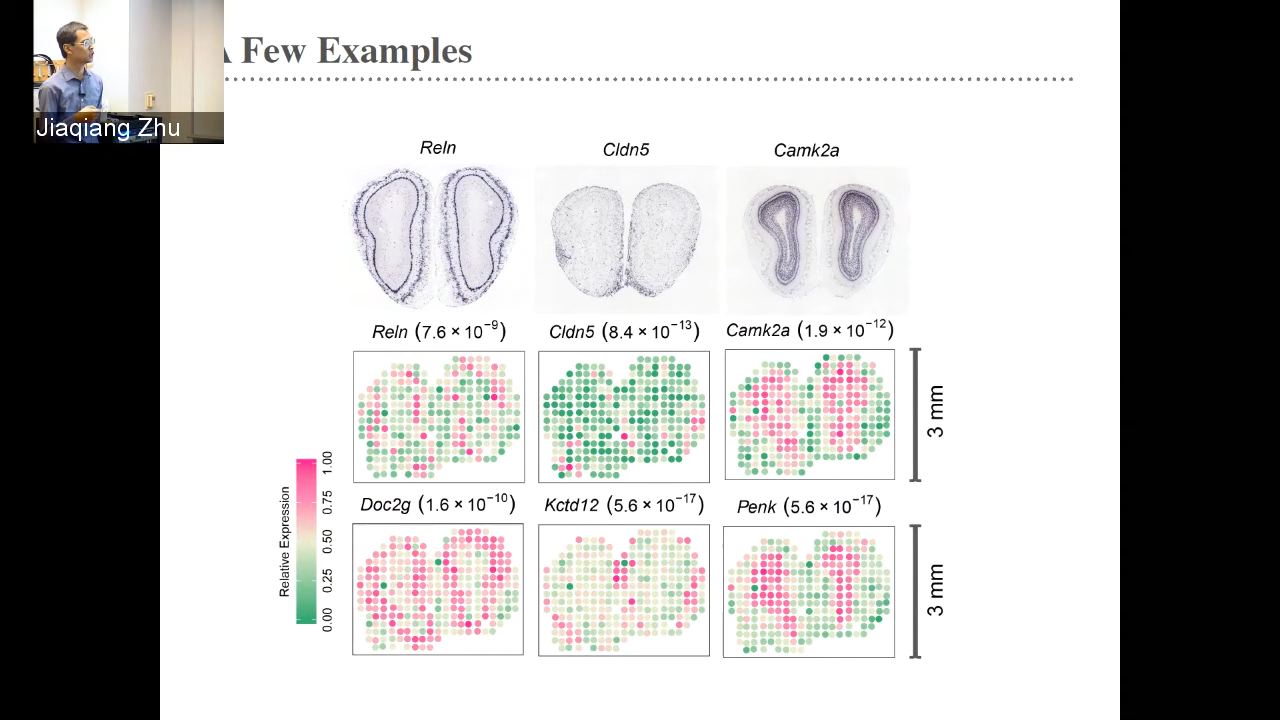 A Few Examples
Jiaqiang Zhu
Reln Cldn5 Camk2a
Reln (7.6 × 10⁻⁹) Cldn5 (8.4 × 10⁻¹³) Camk2a (1.9 × 10⁻¹²)
3 mm
Doc2g (1.6 × 10⁻¹⁰) Kctd12 (5.6 × 10⁻¹⁷) Penk (5.6 × 10⁻¹⁷)
3 mm
Relative Expression
1.00
0.75
0.50
0.25
0.00